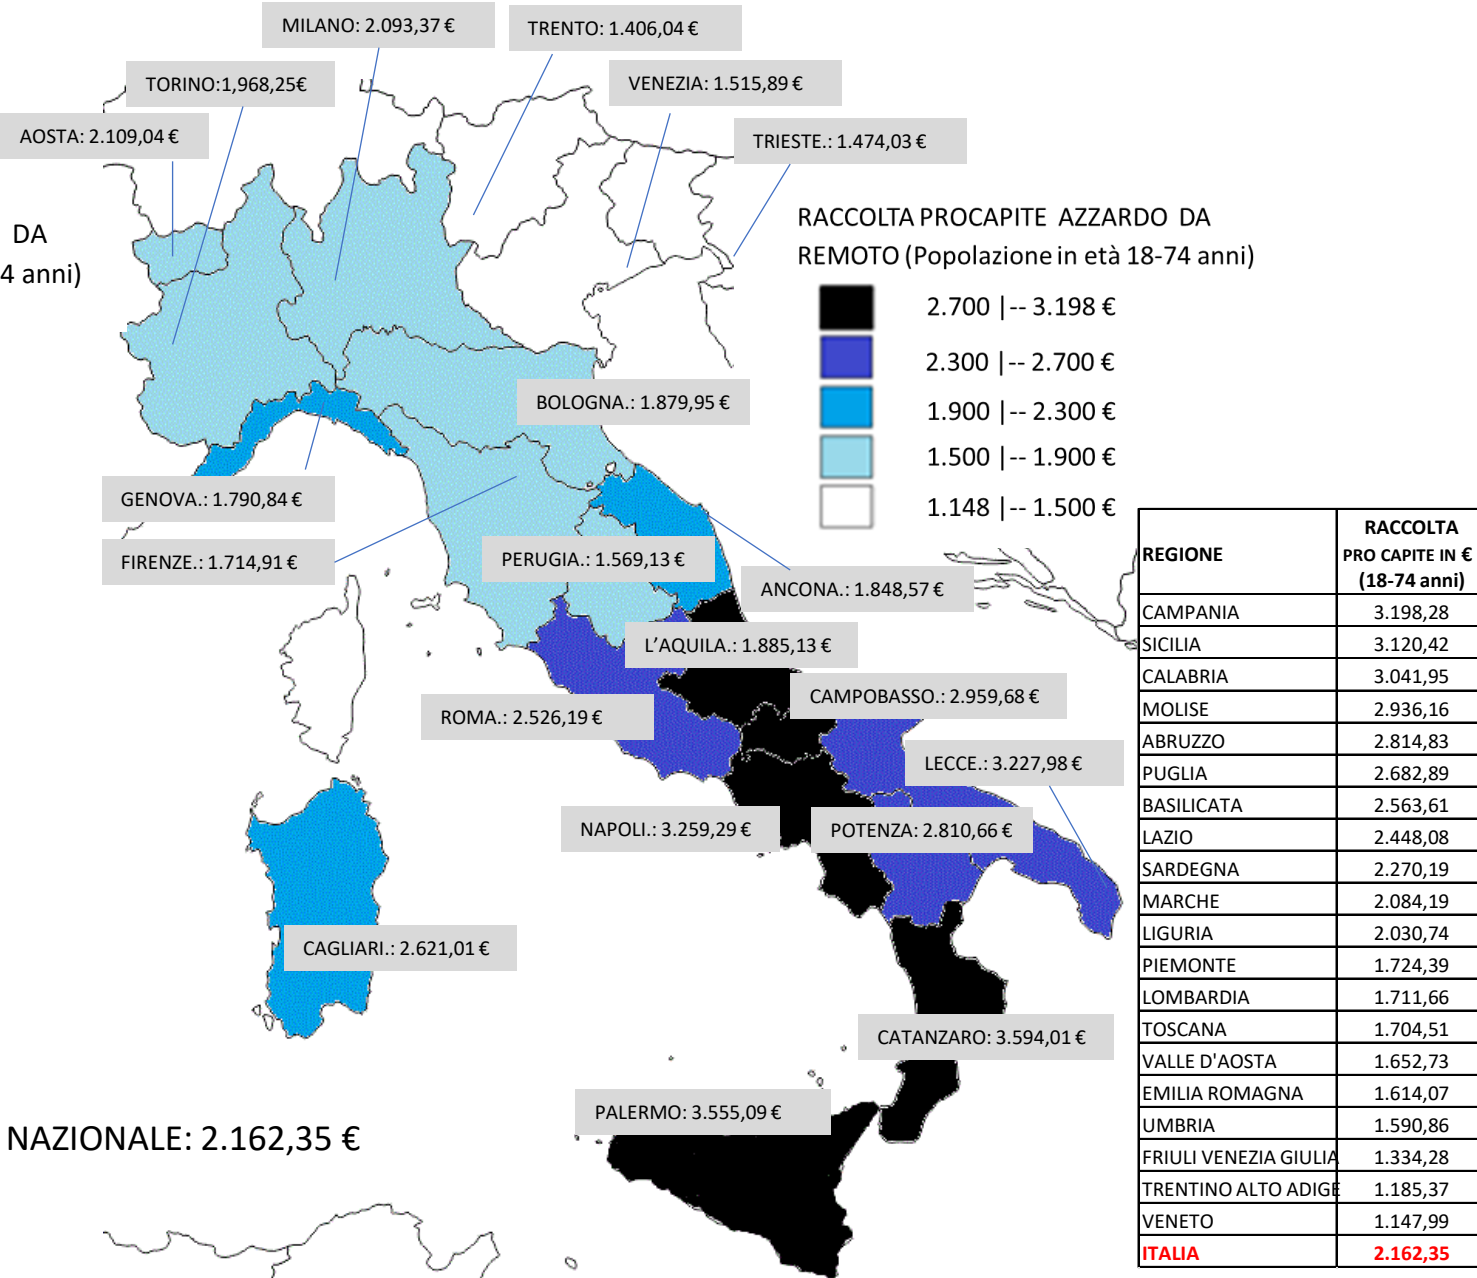 MILANO: 2.093,37 €
TRENTO: 1.406,04 €
TORINO:1,968,25€
VENEZIA: 1.515,89 €
AOSTA: 2.109,04 €
TRIESTE.: 1.474,03 €
DA
4 anni)
RACCOLTA PROCAPITE AZZARDO DA
REMOTO (Popolazione in età 18-74 anni)
2.700 |-- 3.198 €
2.300 |-- 2.700 €
1.900 |-- 2.300 €
1.500 |-- 1.900 €
1.148 |-- 1.500 €
BOLOGNA.: 1.879,95 €
GENOVA.: 1.790,84 €
FIRENZE.: 1.714,91 €
PERUGIA.: 1.569,13 €
ANCONA.: 1.848,57 €
L'AQUILA.: 1.885,13 €
CAMPOBASSO.: 2.959,68 €
ROMA.: 2.526,19 €
LECCE.: 3.227,98 €
NAPOLI.: 3.259,29 €
POTENZA: 2.810,66 €
CAGLIARI.: 2.621,01 €
CATANZARO: 3.594,01 €
PALERMO: 3.555,09 €
NAZIONALE: 2.162,35 €
REGIONE RACCOLTA PRO CAPITE IN € (18-74 anni)
CAMPANIA 3.198,28
SICILIA 3.120,42
CALABRIA 3.041,95
MOLISE 2.936,16
ABRUZZO 2.814,83
PUGLIA 2.682,89
BASILICATA 2.563,61
LAZIO 2.448,08
SARDEGNA 2.270,19
MARCHE 2.084,19
LIGURIA 2.030,74
PIEMONTE 1.724,39
LOMBARDIA 1.711,66
TOSCANA 1.704,51
VALLE D'AOSTA 1.652,73
EMILIA ROMAGNA 1.614,07
UMBRIA 1.590,86
FRIULI VENEZIA GIULIA 1.334,28
TRENTINO ALTO ADIGE 1.185,37
VENETO 1.147,99
ITALIA 2.162,35